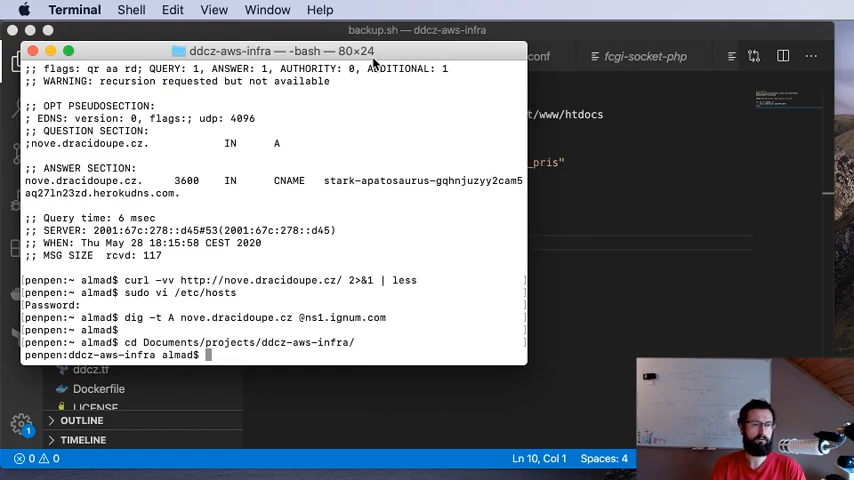 Terminal Shell Edit View Window Help
backup.sh — ddcz-aws-infra
ddcz-aws-infra — -bash — 80×24
onf
fcgi-socket-php
;; flags: qr aa rd; QUERY: 1, ANSWER: 1, AUTHORITY: 0, ADDITIONAL: 1
;; WARNING: recursion requested but not available
;; OPT PSEUDOSECTION:
; EDNS: version: 0, flags:; udp: 4096
;; QUESTION SECTION:
;nove.dracidoupe.cz. IN A
;; ANSWER SECTION:
nove.dracidoupe.cz. 3600 IN CNAME stark-apatosaurus-gqhnjuzyy2cam5
aq27ln23zd.herokudns.com.
;; Query time: 6 msec
;; SERVER: 2001:67c:278::d45#53(2001:67c:278::d45)
;; WHEN: Thu May 28 18:15:58 CEST 2020
;; MSG SIZE rcvd: 117
[penpen:~ almad$ curl -vv http://nove.dracidoupe.cz/ 2>&1 | less ]
[penpen:~ almad$ sudo vi /etc/hosts ]
[Password:
[penpen:~ almad$ dig -t A nove.dracidoupe.cz @ns1.ignum.com ]
[penpen:~ almad$ ]
[penpen:~ almad$ cd Documents/projects/ddcz-aws-infra/ ]
penpen:ddcz-aws-infra almad$
t/www/htdocs
_pris"
ddcz.tf
Dockerfile
LICENSE
OUTLINE
TIMELINE
1
0 0
Ln 10, Col 1 Spaces: 4